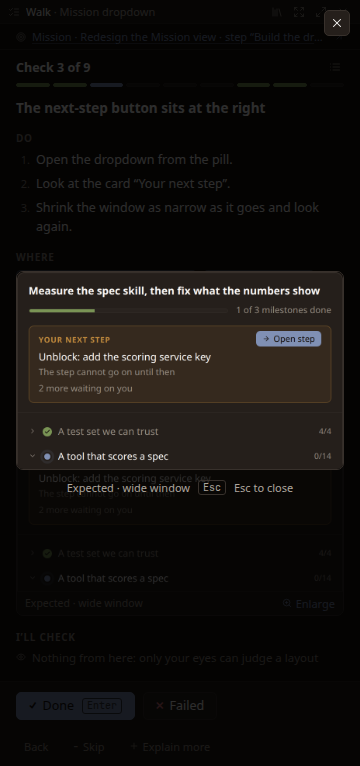 Walk · Mission dropdown
Mission - Redesign the Mission view - step "Build the dr...
Check 3 of 9
The next-step button sits at the right
DO
1. Open the dropdown from the pill.
2. Look at the card “Your next step”.
3. Shrink the window as narrow as it goes and look again.
WHERE
Measure the spec skill, then fix what the numbers show
1 of 3 milestones done
YOUR NEXT STEP
Open step
Unblock: add the scoring service key
The step cannot go on until then
2 more waiting on you
A test set we can trust 4/4
A tool that scores a spec 0/14
Expected · wide window Esc Esc to close
Unblock: add the scoring service key
The step cannot go on until then
2 more waiting on you
A test set we can trust 4/4
A tool that scores a spec 0/14
Expected · wide window Enlarge
I'LL CHECK
Nothing from here: only your eyes can judge a layout
Done Enter Failed
Back Skip Explain more